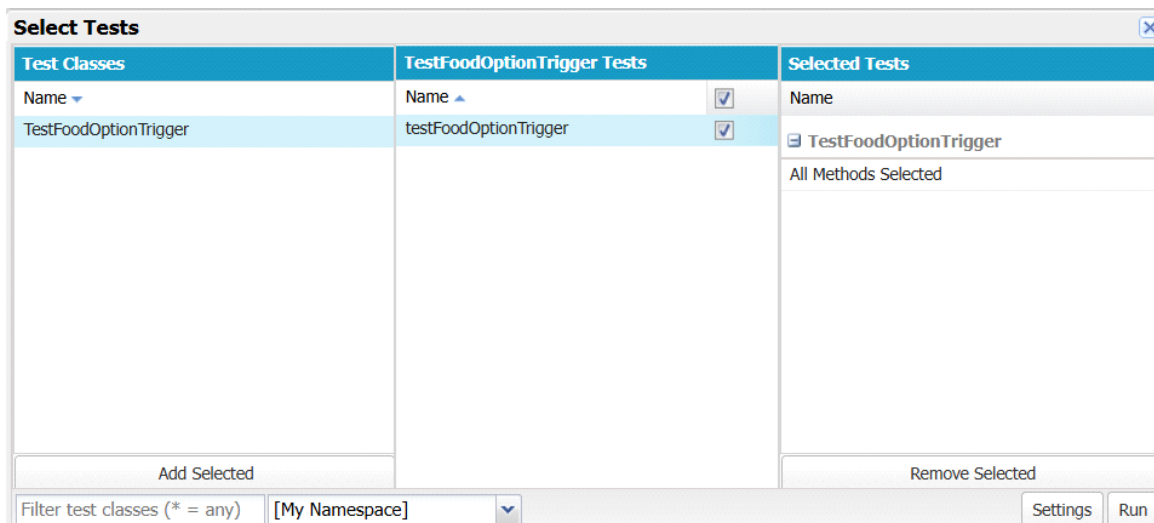 Select Tests
Test Classes
TestFoodOptionTrigger Tests
Selected Tests
Name
Name
Name
TestFoodOptionTrigger
testFoodOptionTrigger
TestFoodOptionTrigger
All Methods Selected
Add Selected
Remove Selected
Filter test classes (* = any)
[My Namespace]
Settings
Run